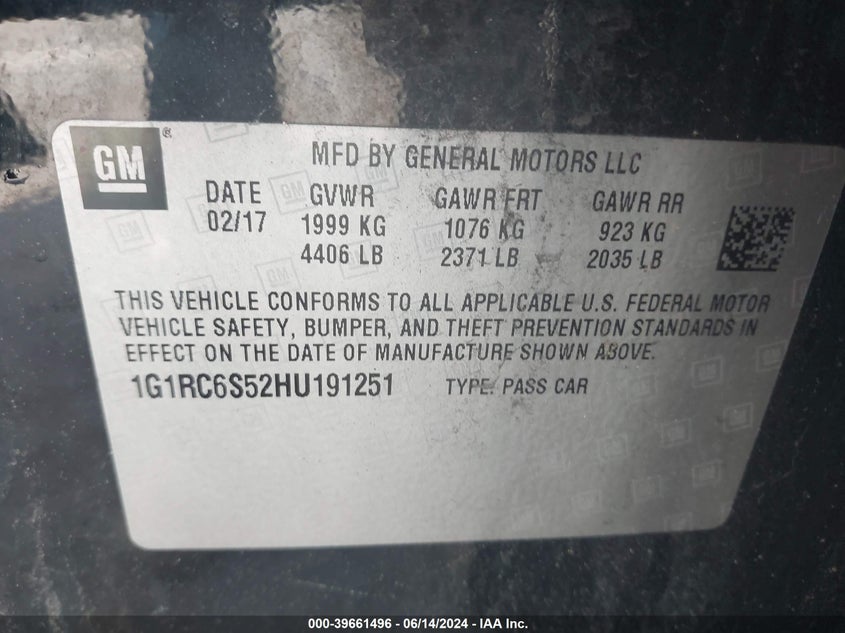 GM
MFD BY GENERAL MOTORS LLC
DATE GVWR GAWR FRT GAWR RR
02/17 1999 KG 1076 KG 923 KG
4406 LB 2371 LB 2035 LB
THIS VEHICLE CONFORMS TO ALL APPLICABLE U.S. FEDERAL MOTOR
VEHICLE SAFETY, BUMPER, AND THEFT PREVENTION STANDARDS IN
EFFECT ON THE DATE OF MANUFACTURE SHOWN ABOVE.
1G1RC6S52HU191251 TYPE: PASS CAR
000-39661496 - 06/14/2024 - IAA Inc.